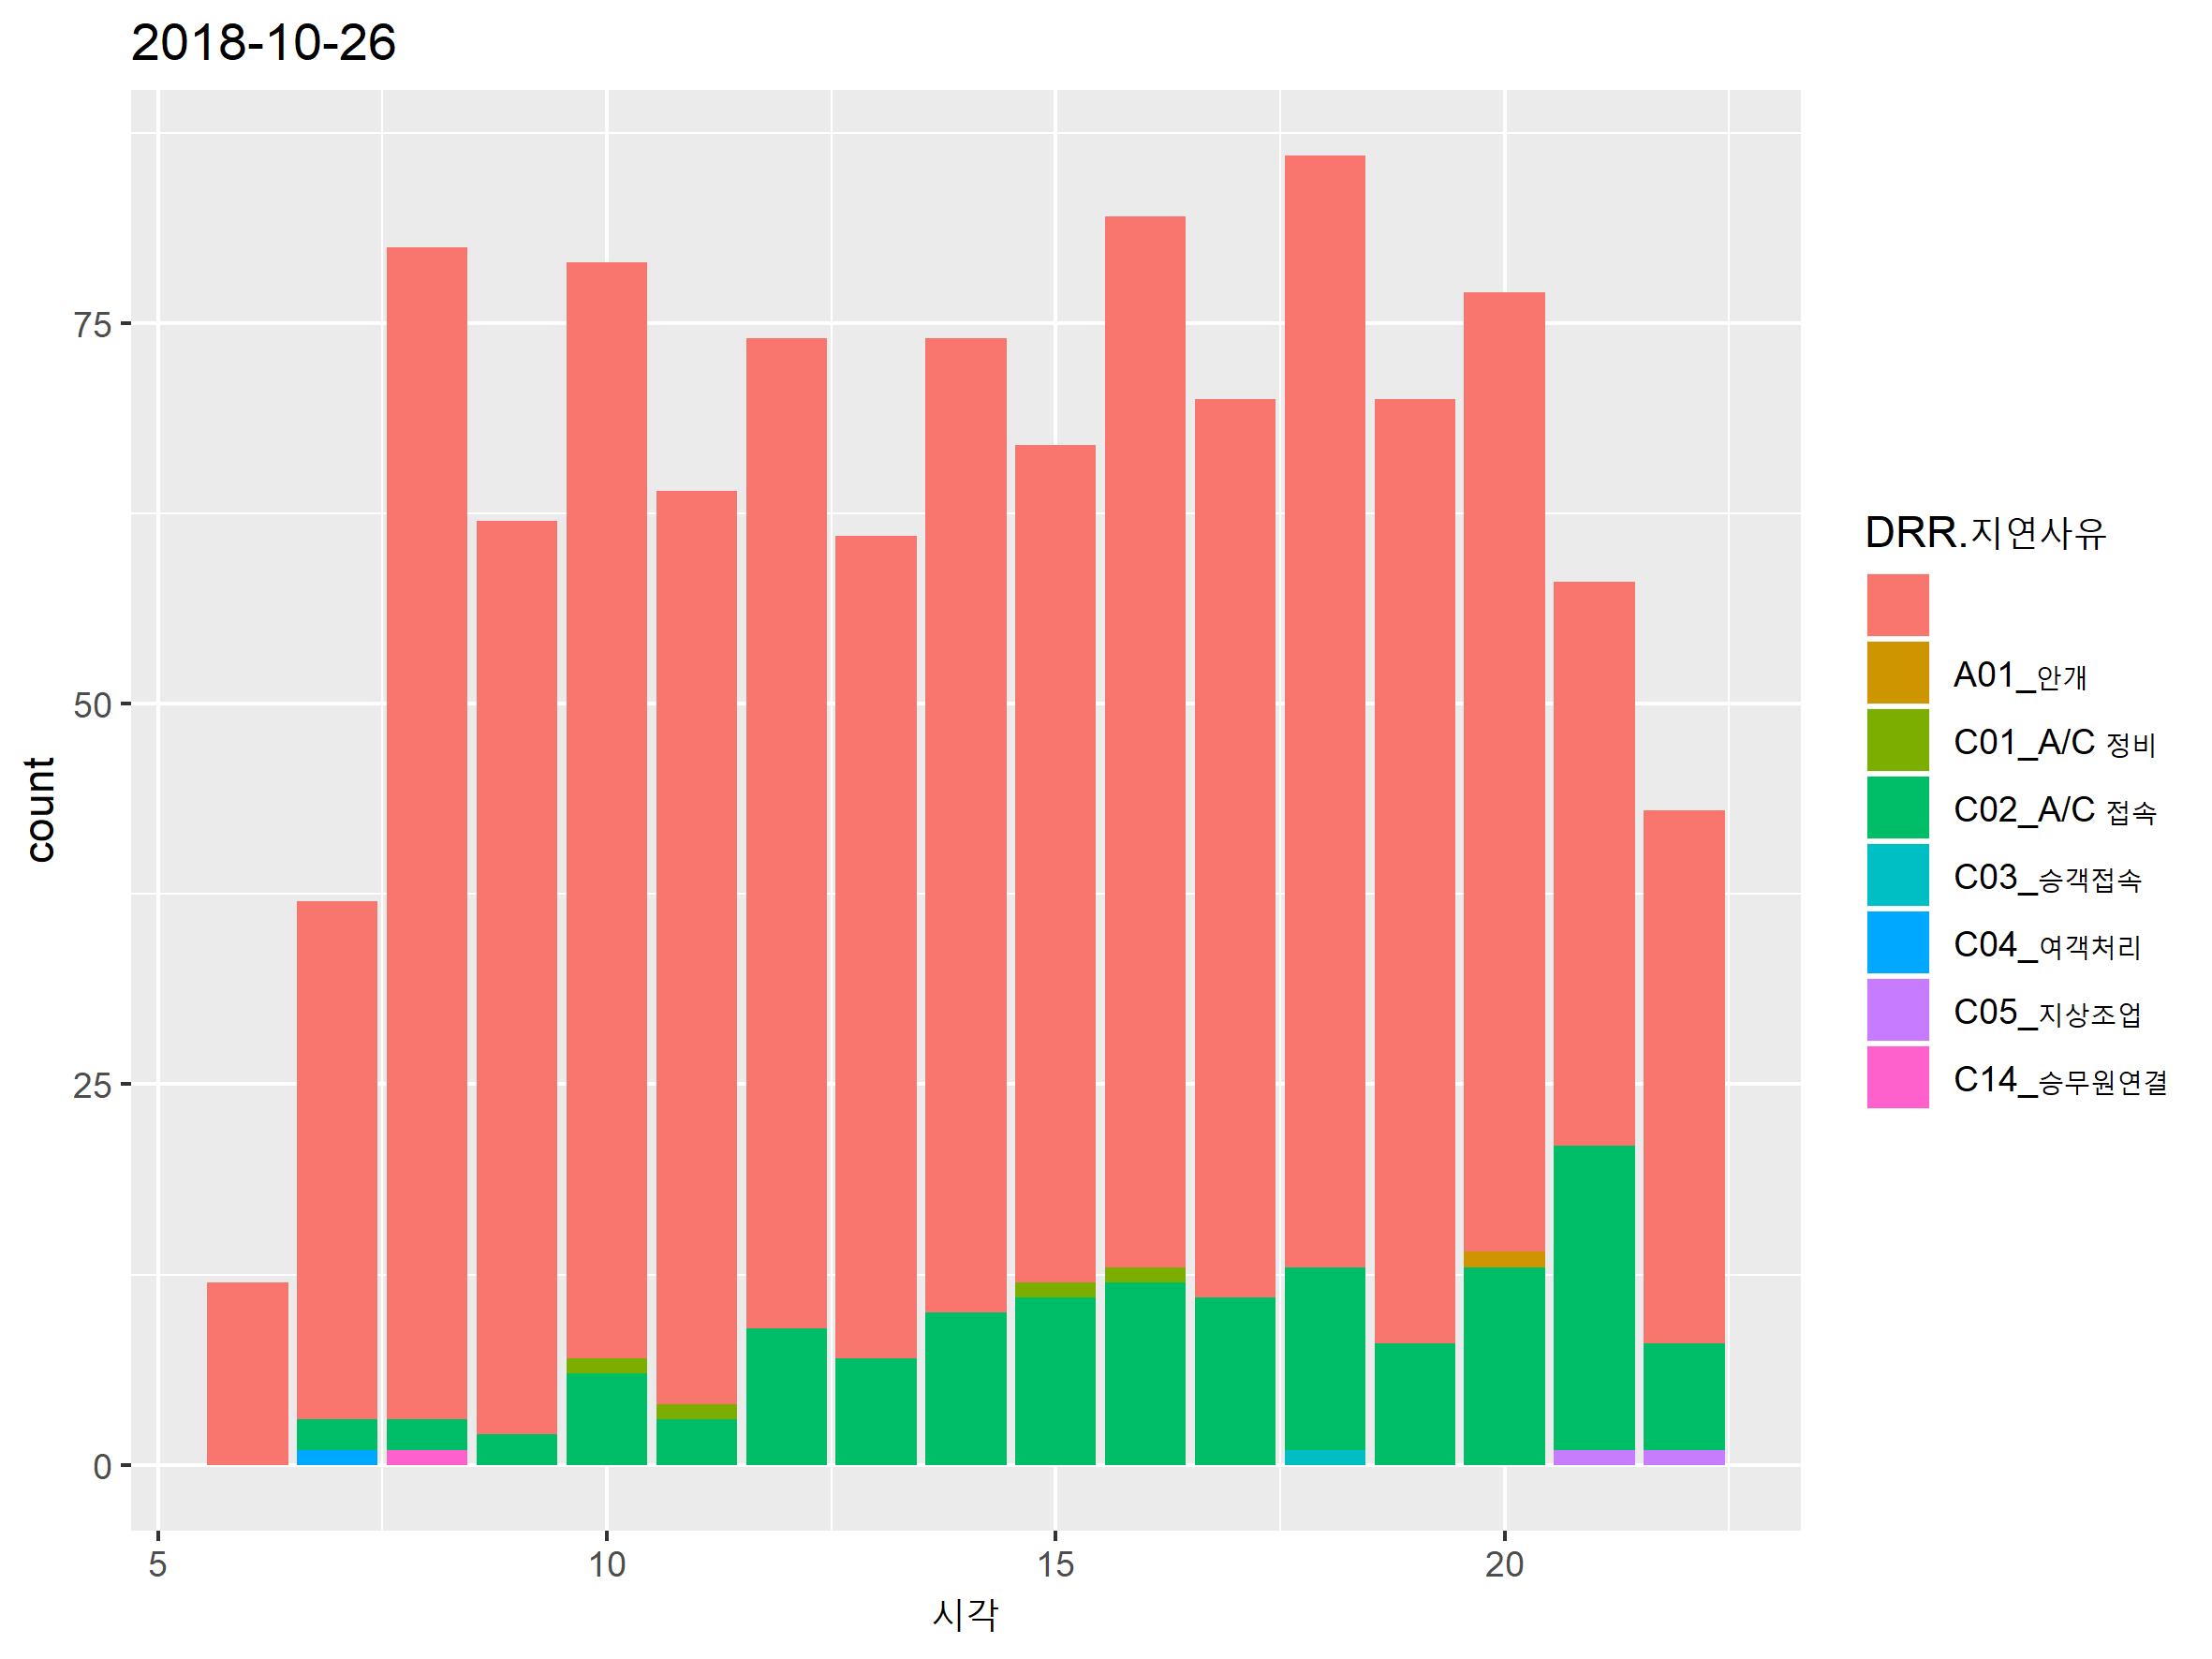 2018-10-26
count
75
50
25
0
5 10 15 20
시각
DRR.지연사유
A01_안개
C01_A/C 정비
C02_A/C 접속
C03_승객접속
C04_여객처리
C05_지상조업
C14_승무원연결